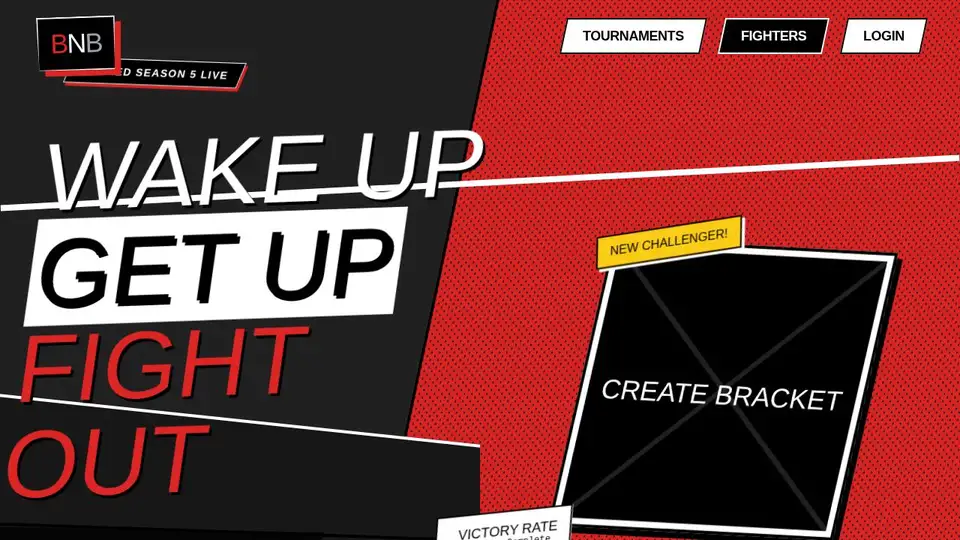 BNB
TOURNAMENTS
FIGHTERS
LOGIN
SEASON 5 LIVE
WAKE UP
GET UP
FIGHT
OUT
NEW CHALLENGER!
CREATE BRACKET
VICTORY RATE